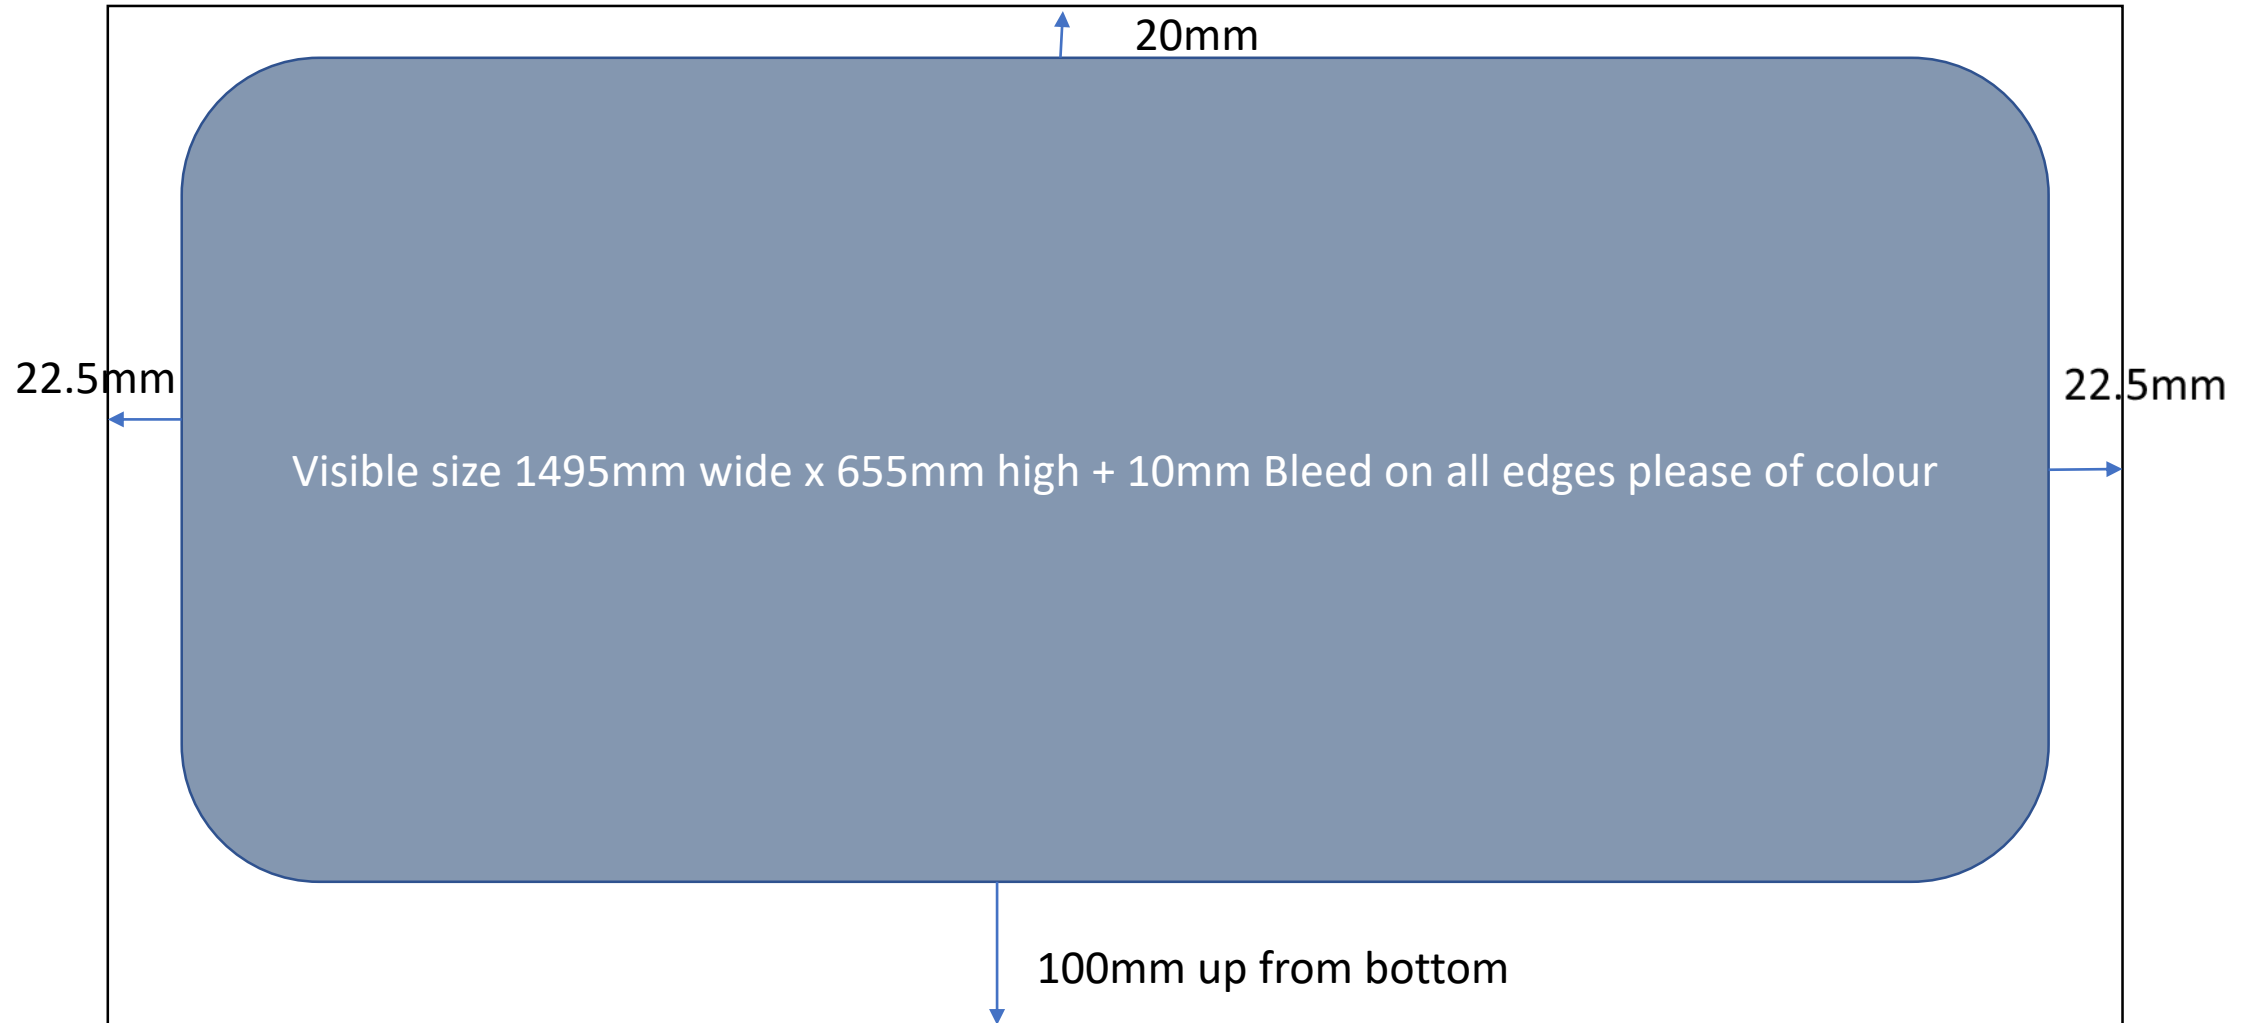 20mm
22.5mm
22.5mm
Visible size 1495mm wide x 655mm high + 10mm Bleed on all edges please of colour
100mm up from bottom